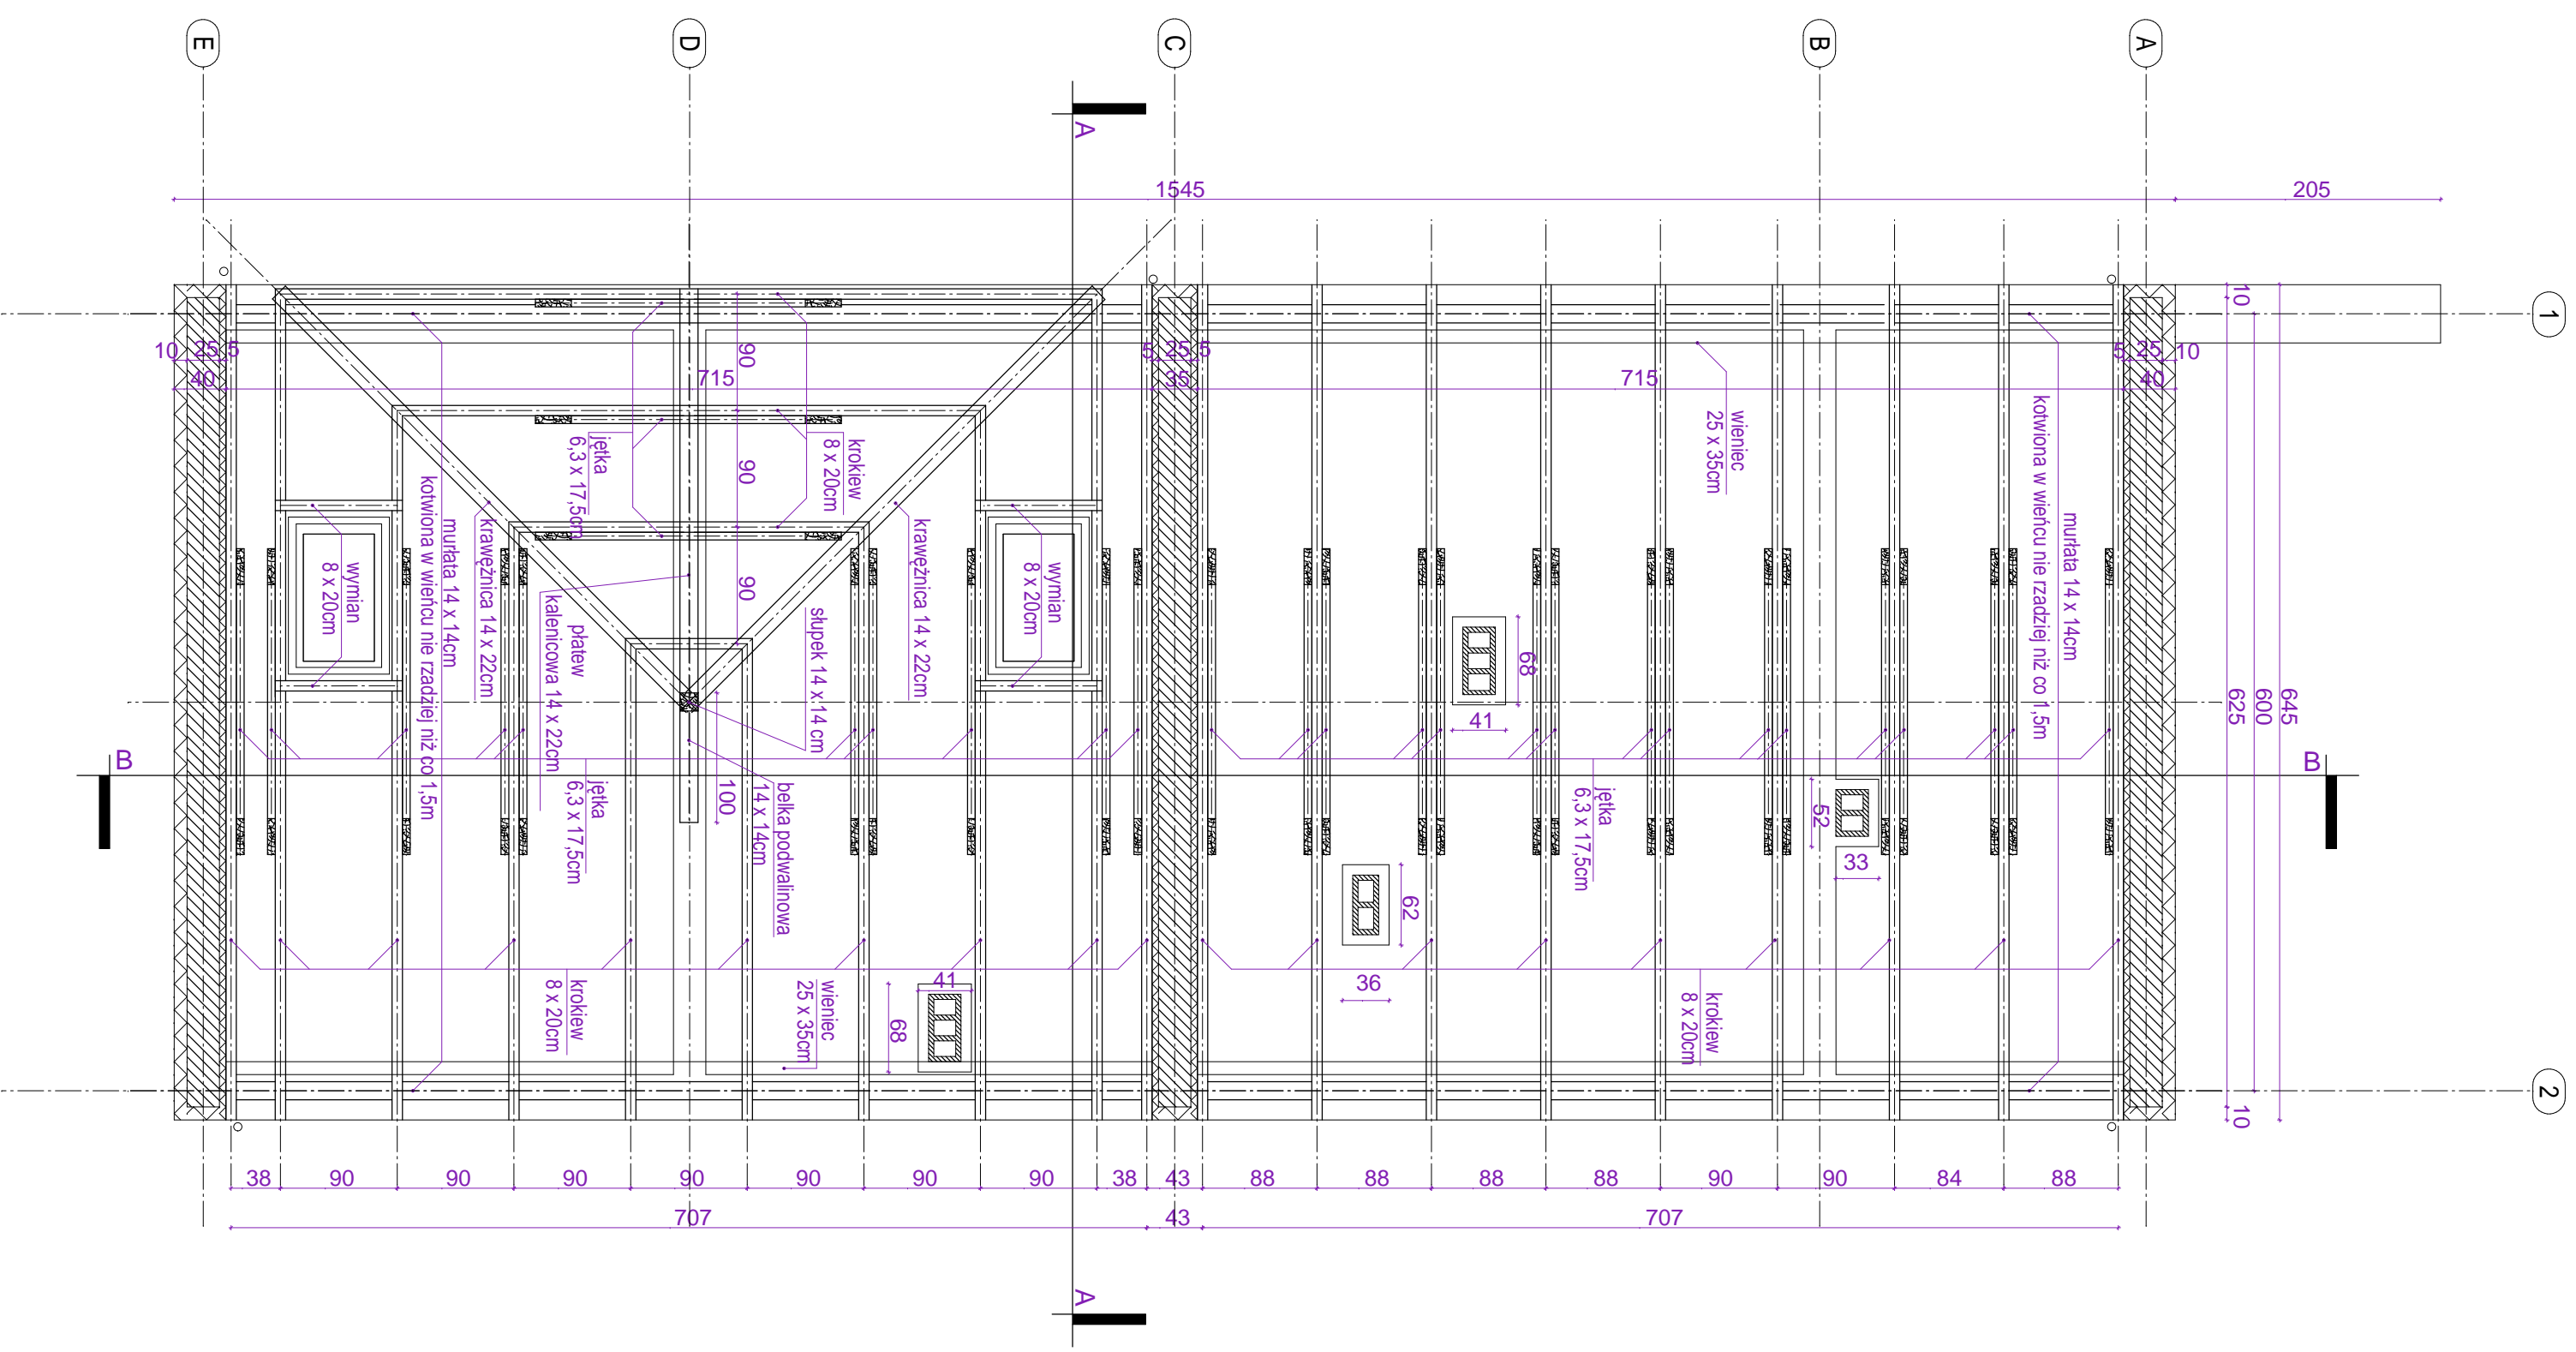 E
D
C
B
A
A
1545
205
1
10
645
600
625
10
10
25
5
40
90
715
5
25
5
35
715
5
25
10
40
wieniec
25 x 35cm
murłata 14 x 14cm
kotwiona w wieńcu nie rzadziej niż co 1,5m
krokiew
8 x 20cm
jętka
6,3 x 17,5cm
90
krawężnica 14 x 22cm
krawężnica 14 x 22cm
murłata 14 x 14cm
kotwiona w wieńcu nie rzadziej niż co 1,5m
wymian
8 x 20cm
wymian
8 x 20cm
90
płatew
kalenicowa 14 x 22cm
słupek 14 x 14 cm
68
41
B
B
100
belka podwalinowa
14 x 14cm
jętka
6,3 x 17,5cm
jętka
6,3 x 17,5cm
52
33
62
36
41
68
krokiew
8 x 20cm
wieniec
25 x 35cm
krokiew
8 x 20cm
2
38
90
90
90
90
90
90
90
38
43
88
88
88
88
90
90
84
88
707
43
707
A